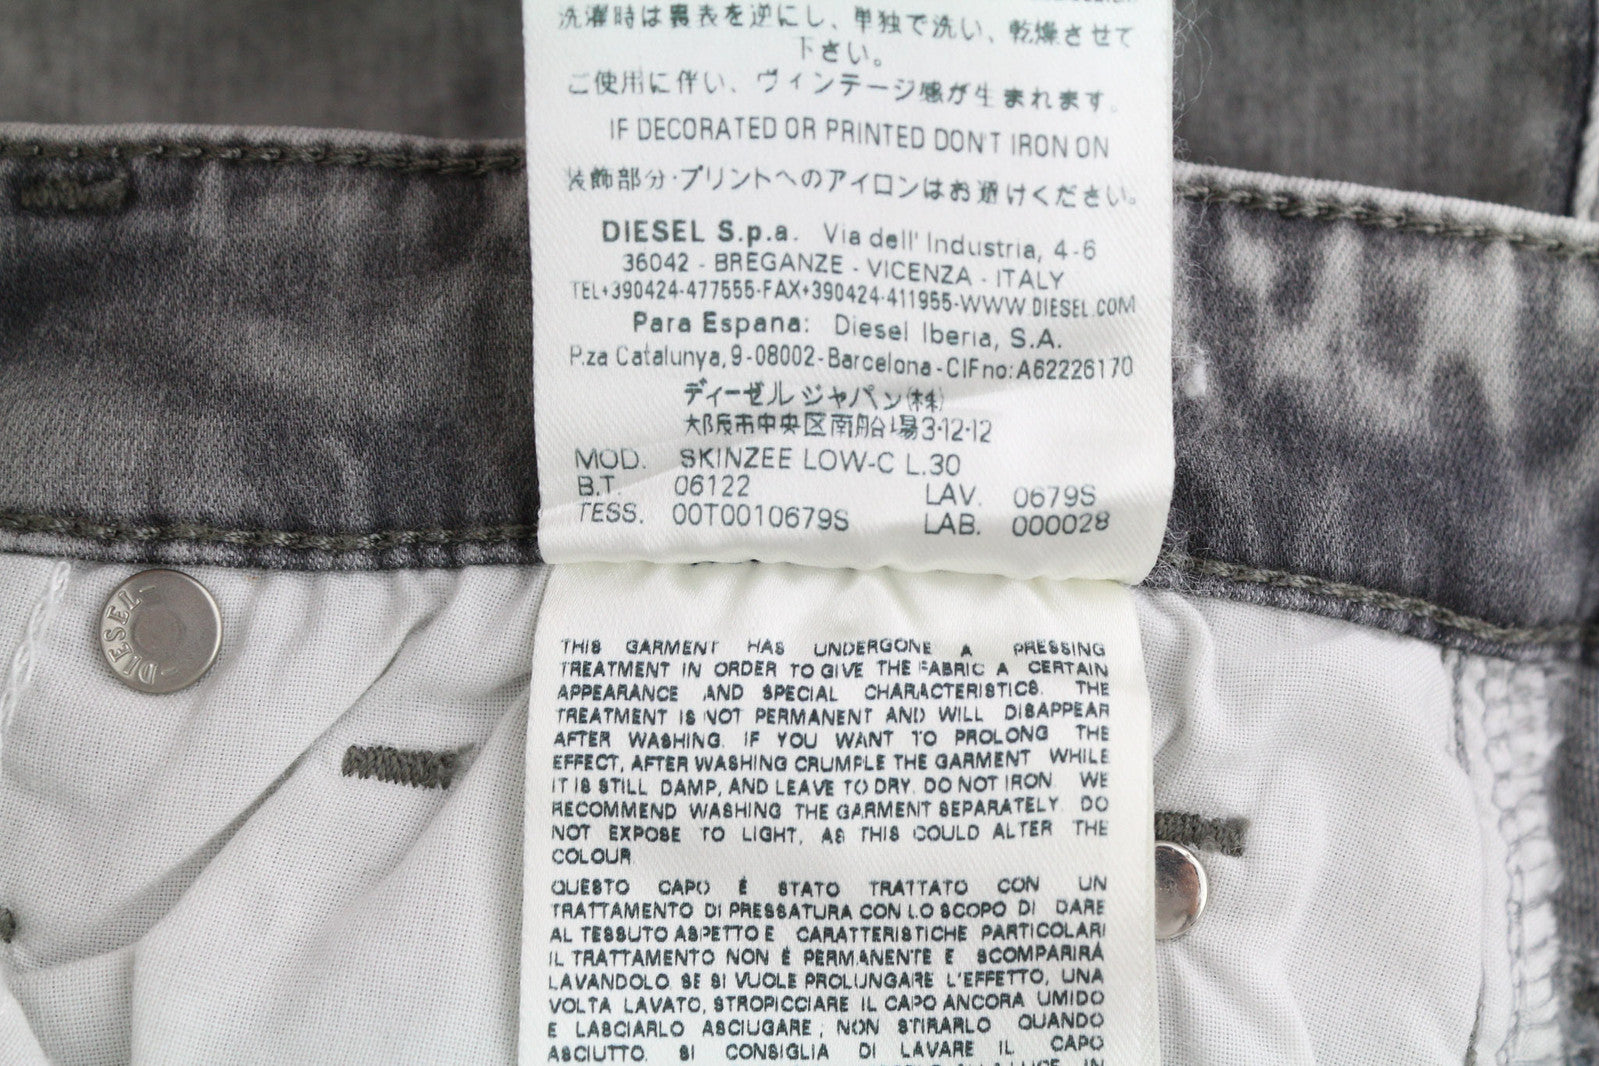 洗濯時は裏表を逆にし、単独で洗い、乾燥させて
下さい。
ご使用に伴い、ヴィンテージ感が生まれます。
IF DECORATED OR PRINTED DON'T IRON ON
装飾部分・プリントへのアイロンはお避けください。
DIESEL S.p.a. Via dell' Industria, 4-6
36042 - BREGANZE - VICENZA - ITALY
TEL+390424-477555-FAX+390424-411955-WWW.DIESEL.COM
Para Espana: Diesel Iberia, S.A.
P.za Catalunya, 9-08002-Barcelona-CIF no: A62226170
ディーゼル ジャパン(株)
大阪市中央区南船場3-12-12
MOD. SKINZEE LOW-C L.30
B.T. 06122 LAV. 0679S
TESS. 00T0010679S LAB. 000028
DIESEL
THIS GARMENT HAS UNDERGONE A PRESSING
TREATMENT IN ORDER TO GIVE THE FABRIC A CERTAIN
APPEARANCE AND SPECIAL CHARACTERISTICS. THE
TREATMENT IS NOT PERMANENT AND WILL DISAPPEAR
AFTER WASHING. IF YOU WANT TO PROLONG THE
EFFECT, AFTER WASHING CRUMPLE THE GARMENT WHILE
IT IS STILL DAMP, AND LEAVE TO DRY. DO NOT IRON. WE
RECOMMEND WASHING THE GARMENT SEPARATELY. DO
NOT EXPOSE TO LIGHT, AS THIS COULD ALTER THE
COLOUR
QUESTO CAPO È STATO TRATTATO CON UN
TRATTAMENTO DI PRESSATURA CON LO SCOPO DI DARE
AL TESSUTO ASPETTO E CARATTERISTICHE PARTICOLARI
IL TRATTAMENTO NON È PERMANENTE E SCOMPARIRÀ
LAVANDOLO. SE SI VUOLE PROLUNGARE L'EFFETTO, UNA
VOLTA LAVATO, STROPICCIARE IL CAPO ANCORA UMIDO
E LASCIARLO ASCIUGARE, NON STIRARLO QUANDO
ASCIUTTO. SI CONSIGLIA DI LAVARE IL CAPO